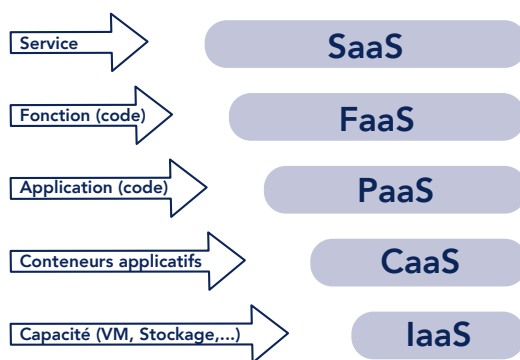 Service
SaaS
Fonction (code)
FaaS
Application (code)
PaaS
Conteneurs applicatifs
CaaS
Capacité (VM, Stockage,...)
IaaS